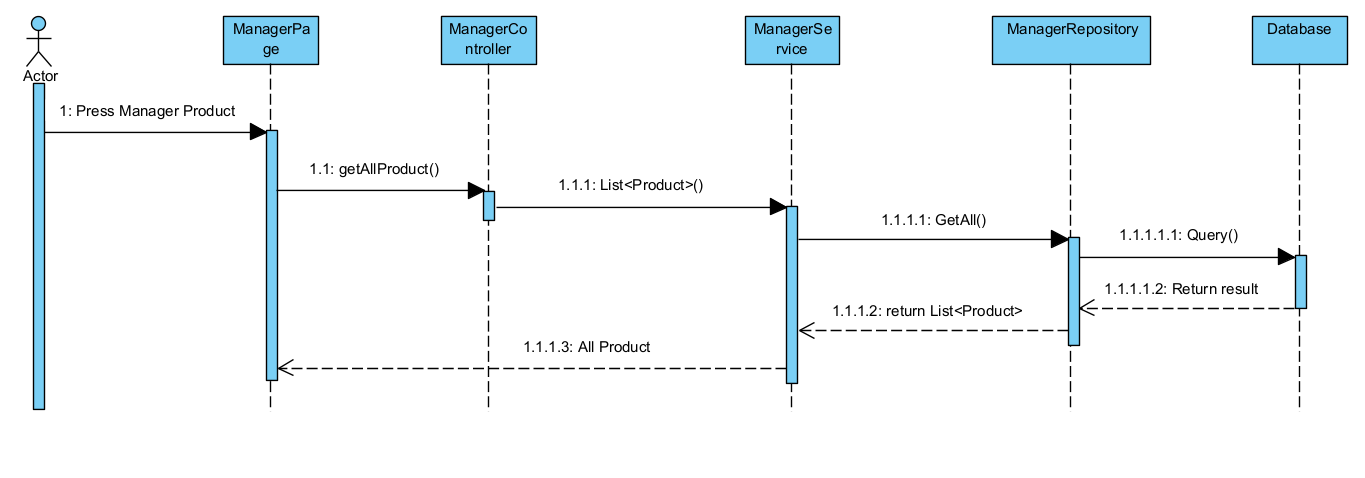 ManagerPa
ge
ManagerCo
ntroller
ManagerSe
rvice
ManagerRepository
Database
Actor
1: Press Manager Product
1.1: getAllProduct()
1.1.1: List<Product>()
1.1.1.1: GetAll()
1.1.1.1.1: Query()
1.1.1.1.2: Return result
1.1.1.2: return List<Product>
1.1.1.3: All Product